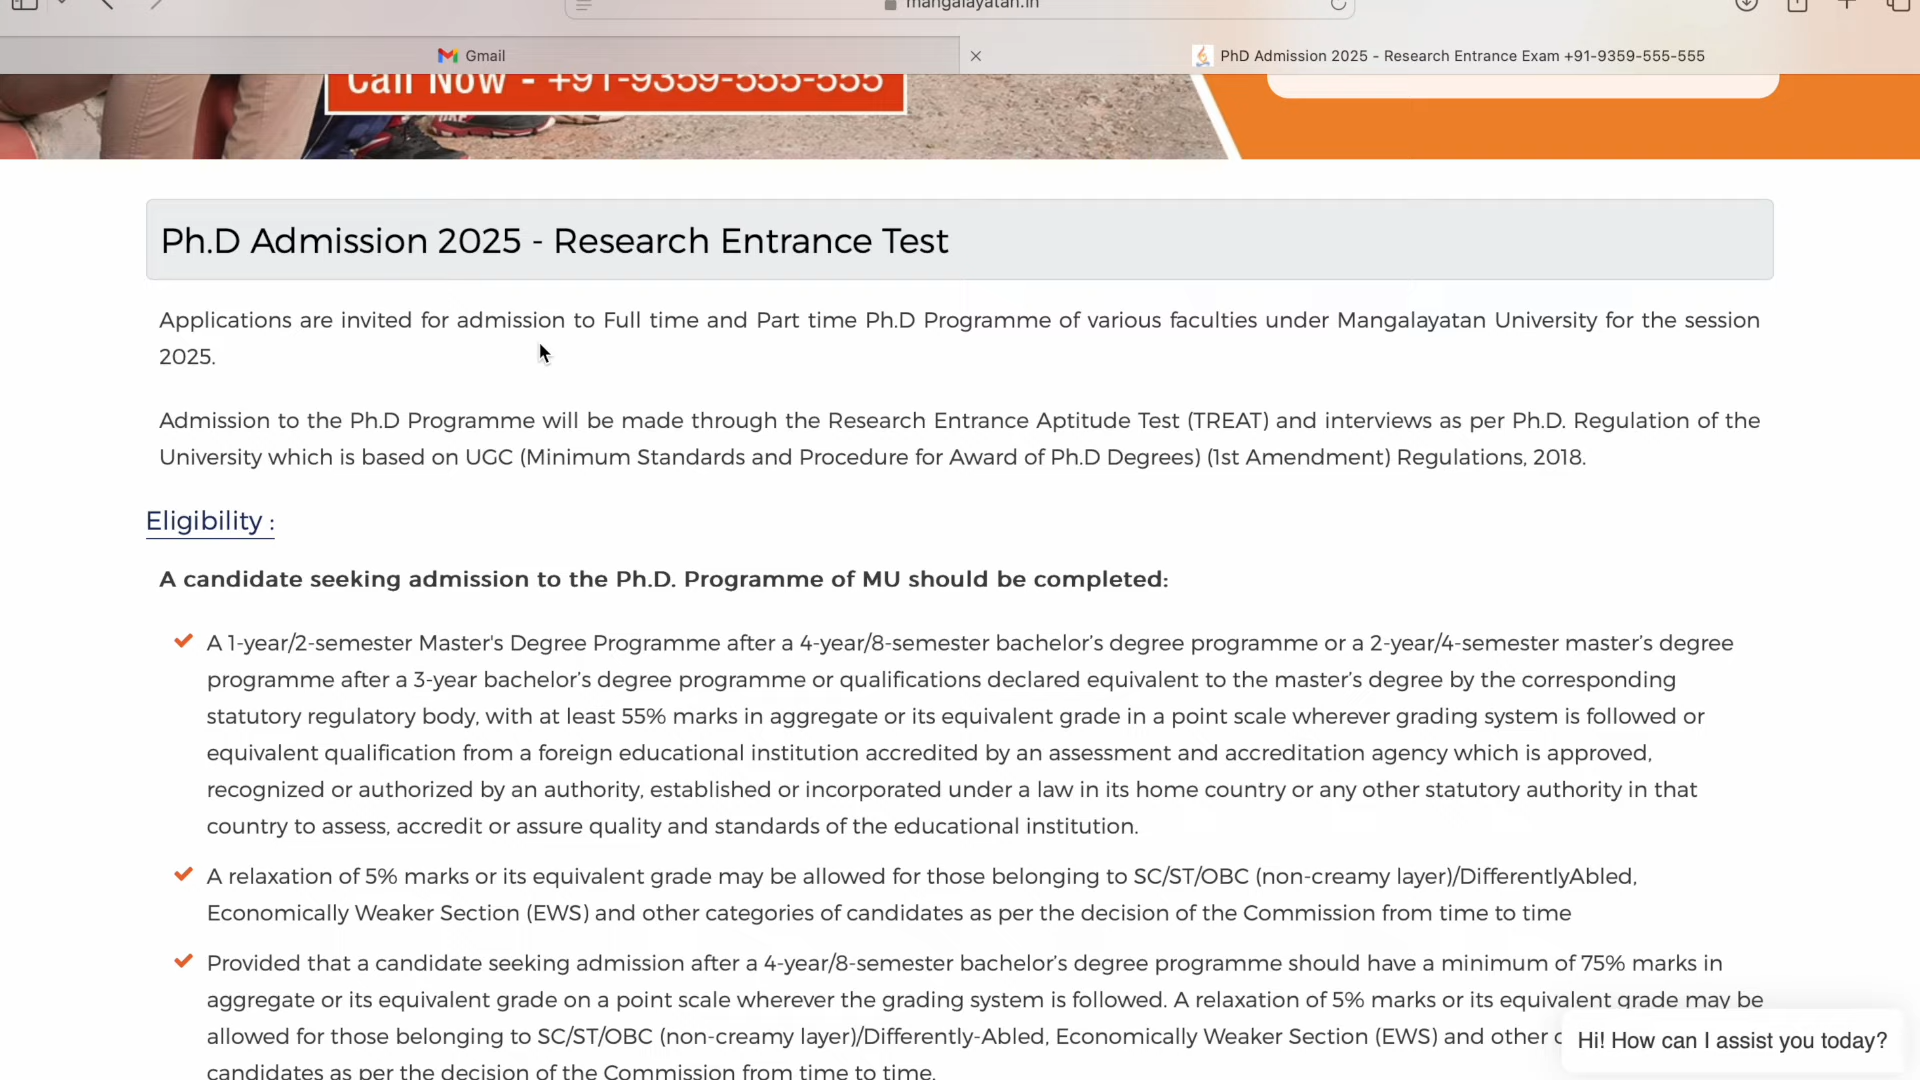 mangalayatan.in
Gmail
PhD Admission 2025 - Research Entrance Exam +91-9359-555-555
Call Now - +91-9359-555-555
Ph.D Admission 2025 - Research Entrance Test
Applications are invited for admission to Full time and Part time Ph.D Programme of various faculties under Mangalayatan University for the session
2025.
Admission to the Ph.D Programme will be made through the Research Entrance Aptitude Test (TREAT) and interviews as per Ph.D. Regulation of the
University which is based on UGC (Minimum Standards and Procedure for Award of Ph.D Degrees) (1st Amendment) Regulations, 2018.
Eligibility :
A candidate seeking admission to the Ph.D. Programme of MU should be completed:
A 1-year/2-semester Master's Degree Programme after a 4-year/8-semester bachelor’s degree programme or a 2-year/4-semester master’s degree
programme after a 3-year bachelor’s degree programme or qualifications declared equivalent to the master’s degree by the corresponding
statutory regulatory body, with at least 55% marks in aggregate or its equivalent grade in a point scale wherever grading system is followed or
equivalent qualification from a foreign educational institution accredited by an assessment and accreditation agency which is approved,
recognized or authorized by an authority, established or incorporated under a law in its home country or any other statutory authority in that
country to assess, accredit or assure quality and standards of the educational institution.
A relaxation of 5% marks or its equivalent grade may be allowed for those belonging to SC/ST/OBC (non-creamy layer)/DifferentlyAbled,
Economically Weaker Section (EWS) and other categories of candidates as per the decision of the Commission from time to time
Provided that a candidate seeking admission after a 4-year/8-semester bachelor’s degree programme should have a minimum of 75% marks in
aggregate or its equivalent grade on a point scale wherever the grading system is followed. A relaxation of 5% marks or its equivalent grade may be
allowed for those belonging to SC/ST/OBC (non-creamy layer)/Differently-Abled, Economically Weaker Section (EWS) and other
candidates as per the decision of the Commission from time to time.
Hi! How can I assist you today?